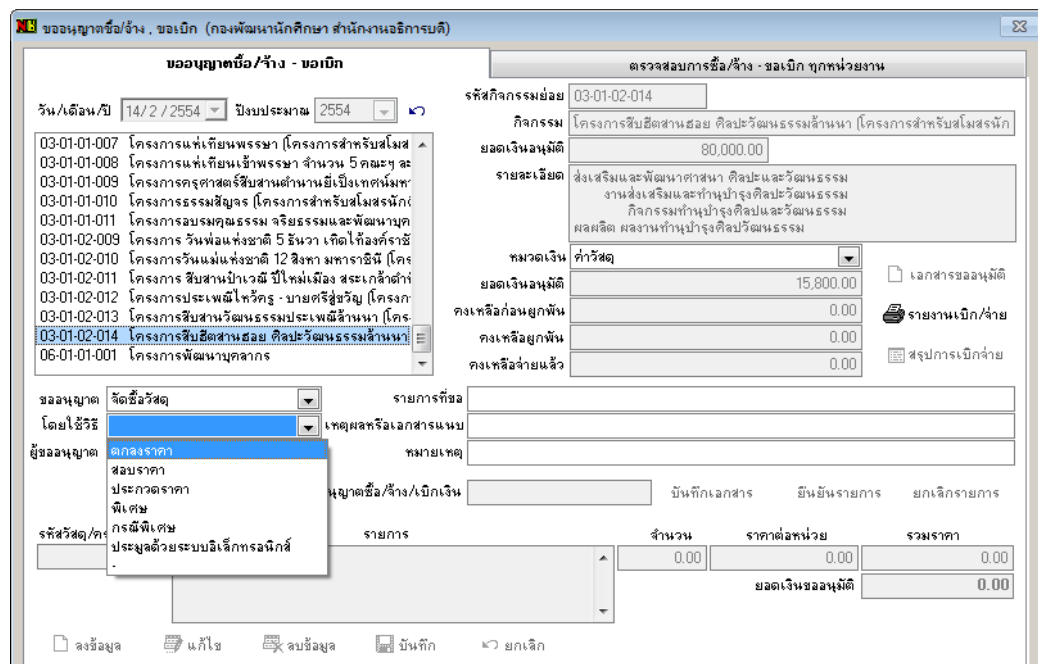 ขออนุญาตซื้อ/จ้าง , ขอเบิก (กองพัฒนานักศึกษา สำนักงานอธิการบดี)
ขออนุญาตซื้อ/จ้าง - ขอเบิก
ตรวจสอบการซื้อ/จ้าง - ขอเบิก ทุกหน่วยงาน
วัน/เดือน/ปี 14/2/2554 ปีงบประมาณ 2554
รหัสกิจกรรมย่อย 03-01-02-014
กิจกรรม โครงการสืบฮีตสานฮอย ศิลปะวัฒนธรรมล้านนา (โครงการสำหรับสโมสรนัก
ยอดเงินอนุมัติ 80,000.00
รายละเอียด ส่งเสริมและพัฒนาศาสนา ศิลปะและวัฒนธรรม
งานส่งเสริมและทำนุบำรุงศิลปะวัฒนธรรม
กิจกรรมทำนุบำรุงศิลปและวัฒนธรรม
ผลผลิต ผลงานทำนุบำรุงศิลปวัฒนธรรม
03-01-01-007 โครงการแห่เทียนพรรษา (โครงการสำหรับสโมส
03-01-01-008 โครงการแห่เทียนเข้าพรรษา จำนวน 5 คณะๆ ละ
03-01-01-009 โครงการครุศาสตร์สืบสานตำนานยี่เป็งเทศน์มหา
03-01-01-010 โครงการธรรมสัญจร (โครงการสำหรับสโมสรนัก
03-01-01-011 โครงการอบรมคุณธรรม จริยธรรมและพัฒนาบุค
03-01-02-009 โครงการ วันพ่อแห่งชาติ 5 ธันวา เทิดไท้องค์ราชั
03-01-02-010 โครงการวันแม่แห่งชาติ 12 สิงหา มหาราชินี (โคร
03-01-02-011 โครงการ สืบสานป๋าเวณี ปี๋ใหม่เมือง สระเกล้าดำหั
03-01-02-012 โครงการประเพณีไหว้ครู - บายศรีสู่ขวัญ (โครงกา
03-01-02-013 โครงการสืบสานวัฒนธรรมประเพณีล้านนา (โคร
03-01-02-014 โครงการสืบฮีตสานฮอย ศิลปะวัฒนธรรมล้านนา
06-01-01-001 โครงการพัฒนาบุคลากร
หมวดเงิน ค่าวัสดุ
ยอดเงินอนุมัติ 15,800.00
คงเหลือก่อนผูกพัน 0.00
คงเหลือผูกพัน 0.00
คงเหลือจ่ายแล้ว 0.00
เอกสารขออนุมัติ
รายงานเบิก/จ่าย
สรุปการเบิกจ่าย
ขออนุญาต จัดซื้อวัสดุ รายการที่ขอ
โดยใช้วิธี เหตุผลหรือเอกสารแนบ
ผู้ขออนุญาต หมายเหตุ
ตกลงราคา
สอบราคา
ประกวดราคา
พิเศษ
กรณีพิเศษ
ประมูลด้วยระบบอิเล็กทรอนิกส์
-
นุญาตซื้อ/จ้าง/เบิกเงิน บันทึกเอกสาร ยืนยันรายการ ยกเลิกรายการ
รหัสวัสดุ/คร รายการ จำนวน ราคาต่อหน่วย รวมราคา
0.00 0.00 0.00
ยอดเงินขออนุมัติ 0.00
ลงข้อมูล แก้ไข ลบข้อมูล บันทึก ยกเลิก